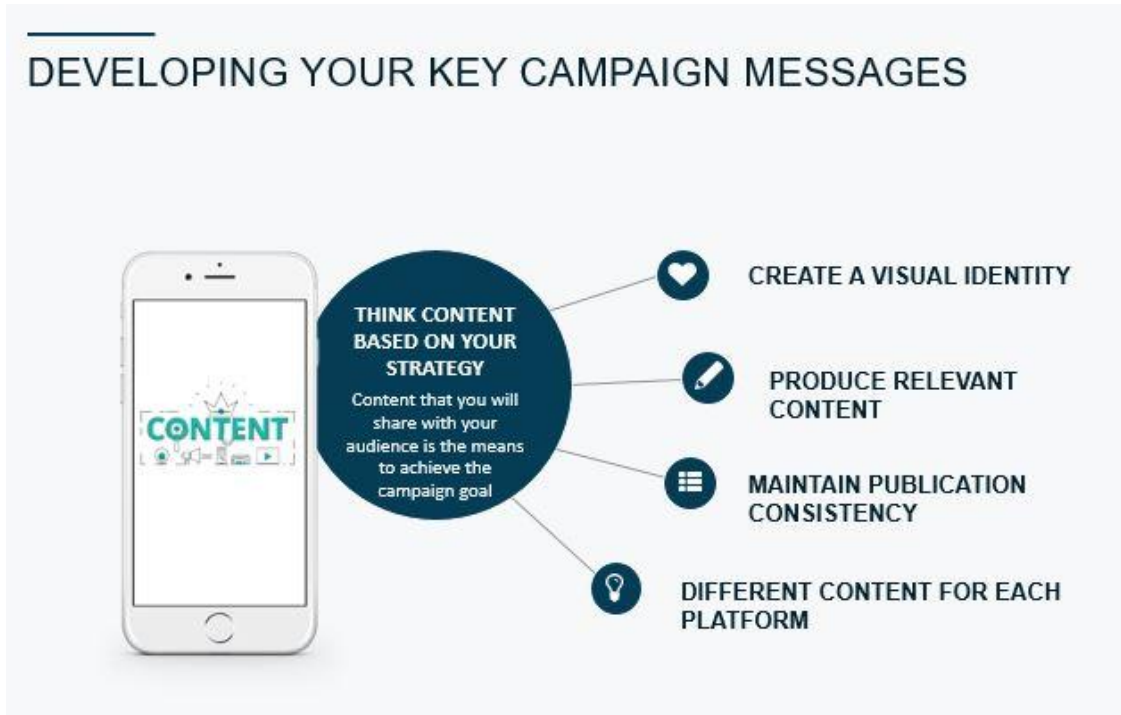 DEVELOPING YOUR KEY CAMPAIGN MESSAGES
CONTENT
THINK CONTENT
BASED ON YOUR
STRATEGY
Content that you will
share with your
audience is the means
to achieve the
campaign goal
CREATE A VISUAL IDENTITY
PRODUCE RELEVANT
CONTENT
MAINTAIN PUBLICATION
CONSISTENCY
DIFFERENT CONTENT FOR EACH
PLATFORM